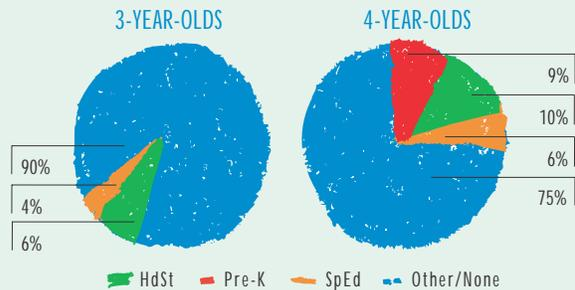 3-YEAR-OLDS
4-YEAR-OLDS
90%
4%
6%
9%
10%
6%
75%
HdSt Pre-K SpEd Other/None